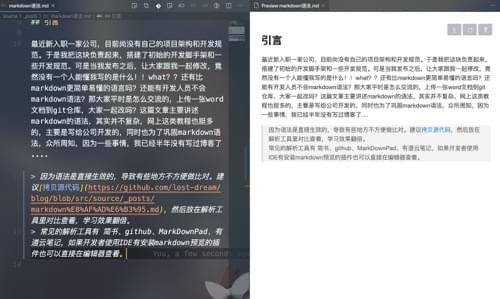 markdown语法.md
Preview markdown语法.md
source > _posts > markdown语法.md > ## 引言
8
## 引言
最近新入职一家公司，目前尚没有自己的项目架构和开发规
范。于是我把这块负责起来，搭建了初始的开发脚手架和一
些开发规范。可是当我发布之后，让大家跟我一起修改，竟
然没有一个人能懂我写的是什么！！what？？还有比
markdown更简单易懂的语言吗？还能有开发人员不会
markdown语法？那大家平时是怎么交流的，上传一张word
文档到git仓库，大家一起改吗？这篇文章主要讲述
markdown的语法，其实并不复杂，网上这类教程也挺多
的，主要是写给公司开发的，同时也为了巩固markdown语
法，众所周知，因为一些事情，我已经半年没有写过博客了
....
> 因为语法是直接生效的，导致有些地方不方便做比对。建
议[拷贝源代码](https://github.com/lost-dream/
blog/blob/src/source/_posts/
markdown%E8%AF%AD%E6%B3%95.md)，然后放在解析工
具里对比查看，学习效果翻倍。
> 常见的解析工具有 简书、github、MarkDownPad、有
道云笔记，如果开发者使用IDE有安装markdown预览的插
件也可以直接在编辑器查看。
You, a few seconds
14
引言
最近新入职一家公司，目前尚没有自己的项目架构和开发规范。于是我把这块负责起来，搭
建了初始的开发脚手架和一些开发规范。可是当我发布之后，让大家跟我一起修改，竟然没
有一个人能懂我写的是什么！！what？？还有比markdown更简单易懂的语言吗？还
能有开发人员不会markdown语法？那大家平时是怎么交流的，上传一张word文档到git
仓库，大家一起改吗？这篇文章主要讲述markdown的语法，其实并不复杂，网上这类教
程也挺多的，主要是写给公司开发的，同时也为了巩固markdown语法，众所周知，因为
一些事情，我已经半年没有写过博客了....
因为语法是直接生效的，导致有些地方不方便做比对。建议拷贝源代码，然后放在
解析工具里对比查看，学习效果翻倍。
常见的解析工具有 简书、github、MarkDownPad、有道云笔记，如果开发者使用IDE
有安装markdown预览的插件也可以直接在编辑器查看。